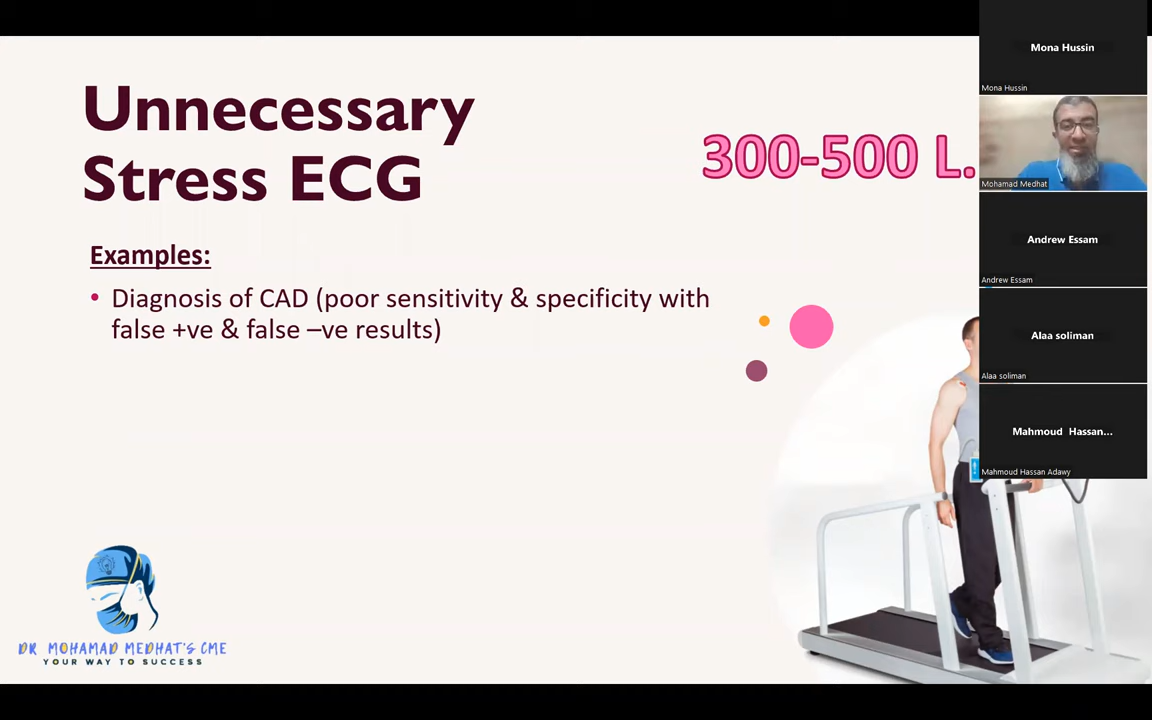 Unnecessary
Stress ECG
300-500 L.
Examples:
• Diagnosis of CAD (poor sensitivity & specificity with
false +ve & false –ve results)
DR MOHAMAD MEDHAT'S CME
YOUR WAY TO SUCCESS
Mona Hussin
Mona Hussin
Mohamad Medhat
Andrew Essam
Andrew Essam
Alaa soliman
Alaa soliman
Mahmoud Hassan...
Mahmoud Hassan Adawy